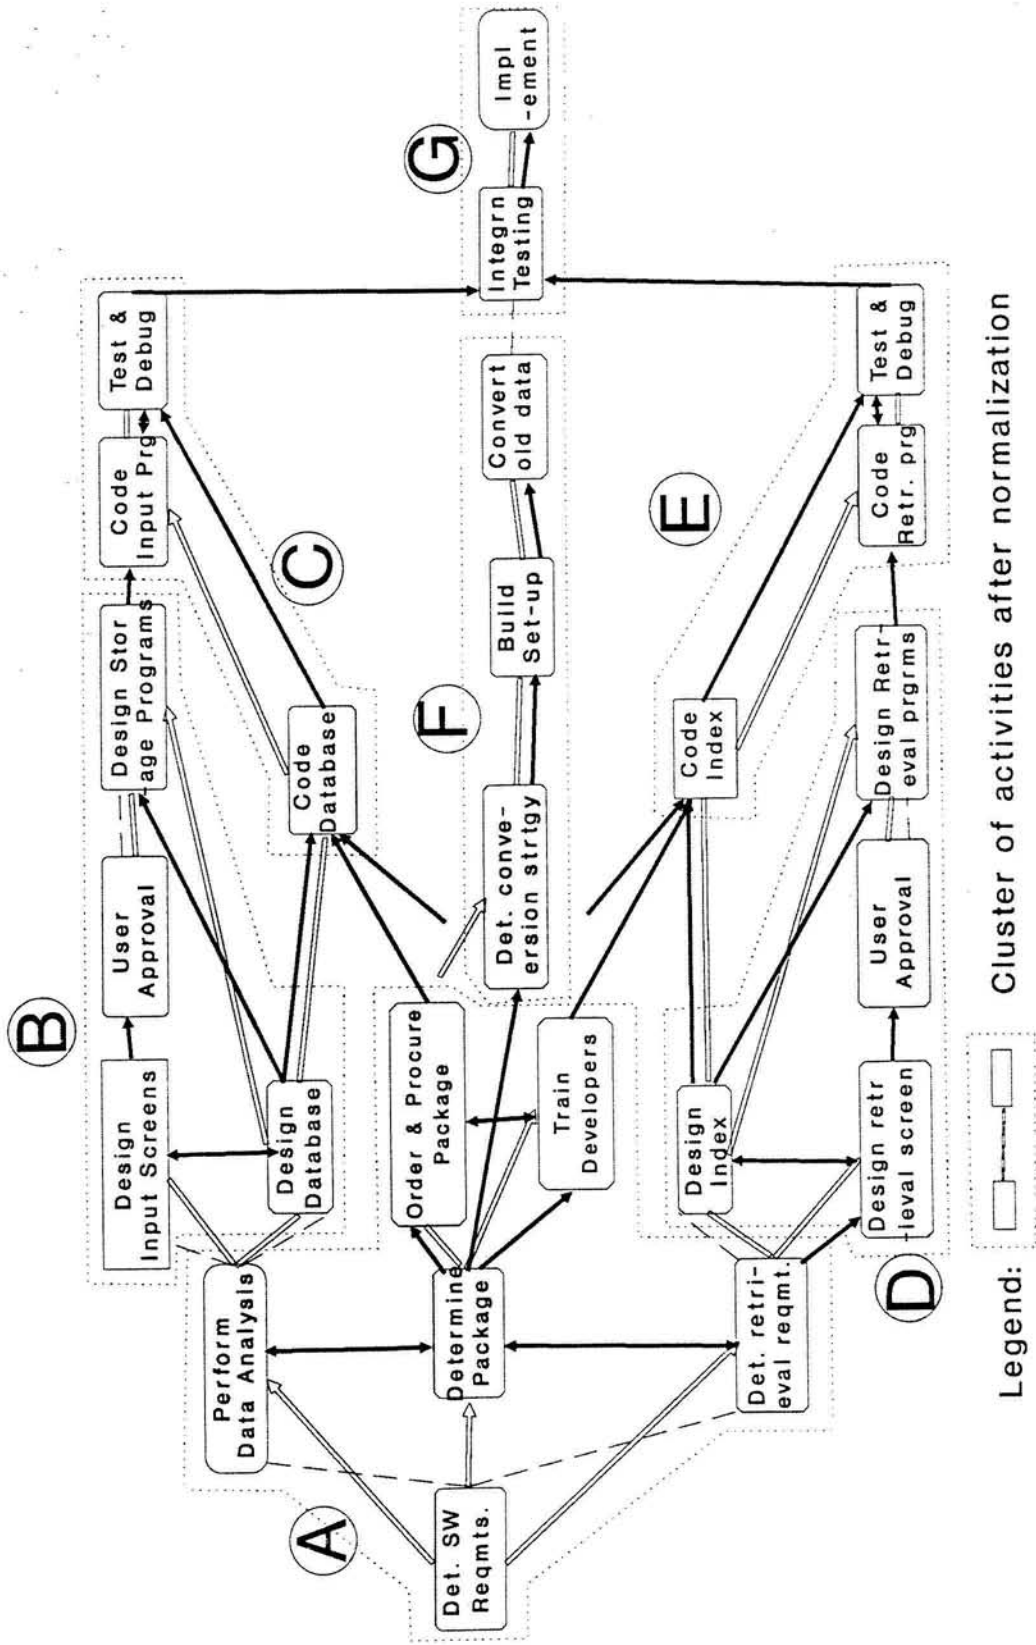 A
Det. SW
Reqmts.
Perform
Data Analysis
Determine
Package
Det. retri-
eval reqmt.
B
Design
Input Screens
User
Approval
Design Stor
-age Programs
Design
Database
C
Code
Database
Code
Input Prg
Test &
Debug
Order & Procure
Package
Train
Developers
F
Det. conve-
ersion strtgy
Build
Set-up
Convert
old data
D
Design
Index
Design retr
-ieval screen
User
Approval
Design Retr-
eval prgrms
E
Code
Index
Code
Retr. prg
Test &
Debug
G
Integrn
Testing
Impl
-ement
Legend:
Cluster of activities after normalization